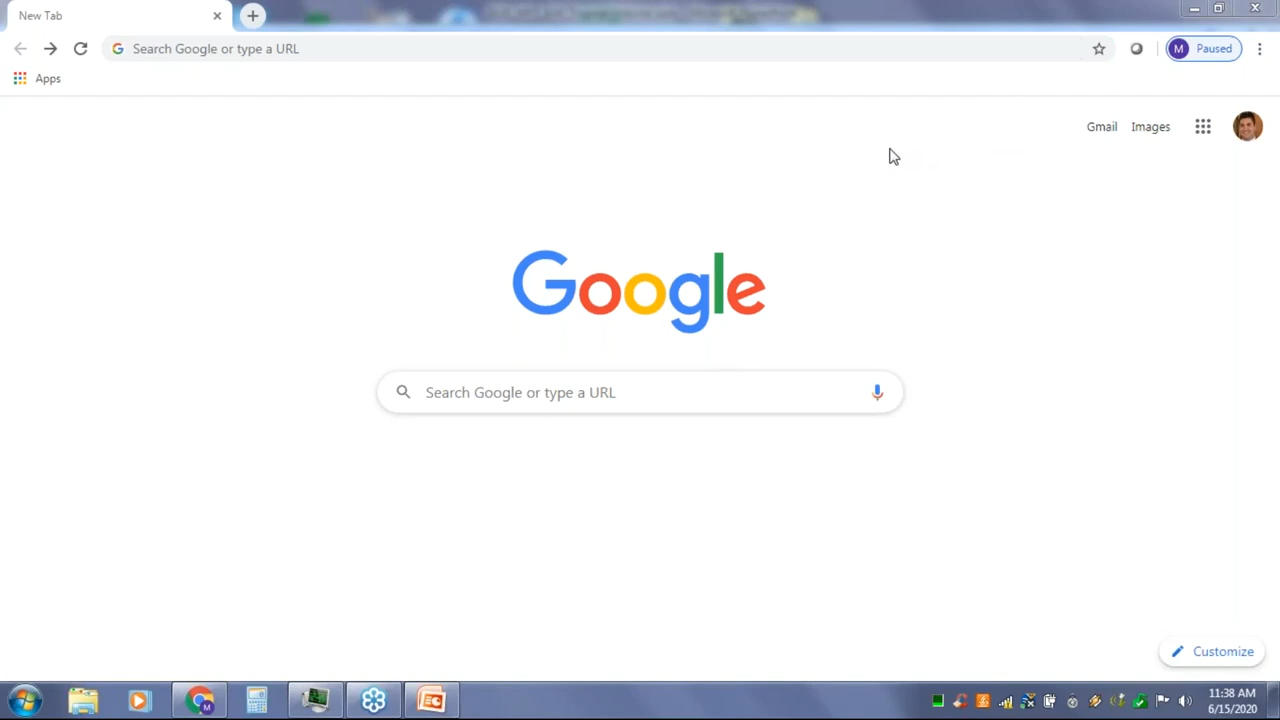 New Tab
Search Google or type a URL
M Paused
Apps
Gmail Images
Google
Search Google or type a URL
Customize
M
11:38 AM
6/15/2020